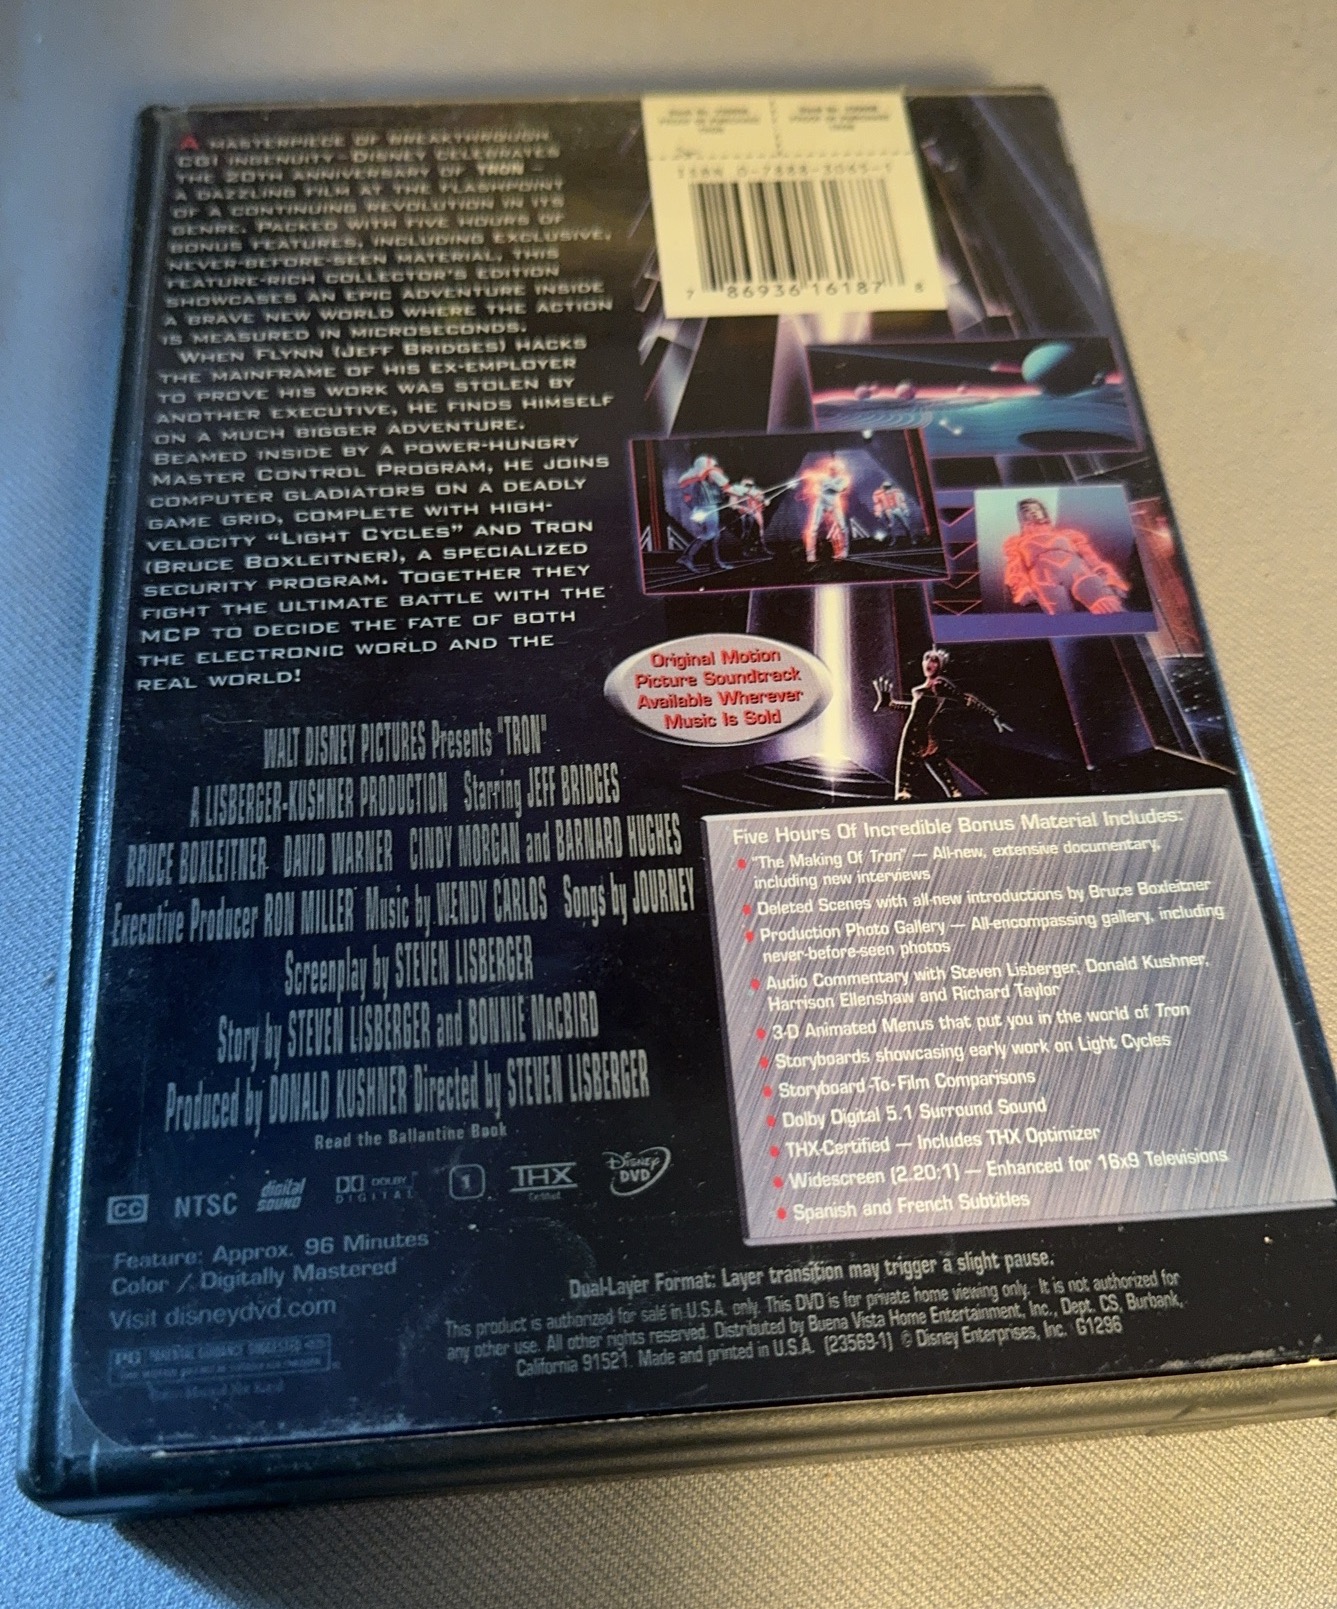 A MASTERPIECE OF BREAKTHROUGH
CGI INGENUITY – DISNEY CELEBRATES
THE 20TH ANNIVERSARY OF TRON –
A DAZZLING FILM AT THE FLASHPOINT
OF A CONTINUING REVOLUTION IN ITS
GENRE. PACKED WITH FIVE HOURS OF
BONUS FEATURES, INCLUDING EXCLUSIVE,
NEVER-BEFORE-SEEN MATERIAL, THIS
FEATURE-RICH COLLECTOR'S EDITION
SHOWCASES AN EPIC ADVENTURE INSIDE
A BRAVE NEW WORLD WHERE THE ACTION
IS MEASURED IN MICROSECONDS.
WHEN FLYNN (JEFF BRIDGES) HACKS
THE MAINFRAME OF HIS EX-EMPLOYER
TO PROVE HIS WORK WAS STOLEN BY
ANOTHER EXECUTIVE, HE FINDS HIMSELF
ON A MUCH BIGGER ADVENTURE.
BEAMED INSIDE BY A POWER-HUNGRY
MASTER CONTROL PROGRAM, HE JOINS
COMPUTER GLADIATORS ON A DEADLY
GAME GRID, COMPLETE WITH HIGH-
VELOCITY "LIGHT CYCLES" AND TRON
(BRUCE BOXLEITNER), A SPECIALIZED
SECURITY PROGRAM. TOGETHER THEY
FIGHT THE ULTIMATE BATTLE WITH THE
MCP TO DECIDE THE FATE OF BOTH
THE ELECTRONIC WORLD AND THE
REAL WORLD!
ISBN 0-7888-3045-1
7 86936 16187 8
Original Motion
Picture Soundtrack
Available Wherever
Music Is Sold
WALT DISNEY PICTURES Presents "TRON"
A LISBERGER-KUSHNER PRODUCTION Starring JEFF BRIDGES
BRUCE BOXLEITNER DAVID WARNER CINDY MORGAN and BARNARD HUGHES
Executive Producer RON MILLER Music by WENDY CARLOS Songs by JOURNEY
Screenplay by STEVEN LISBERGER
Story by STEVEN LISBERGER and BONNIE MACBIRD
Produced by DONALD KUSHNER Directed by STEVEN LISBERGER
Read the Ballantine Book
CC NTSC digital SOUND DOLBY DIGITAL 1 THX Certified DISNEY DVD
Feature: Approx. 96 Minutes
Color / Digitally Mastered
Visit disneydvd.com
PG PARENTAL GUIDANCE SUGGESTED
Five Hours Of Incredible Bonus Material Includes:
• "The Making Of Tron" — All-new, extensive documentary,
including new interviews
• Deleted Scenes with all-new introductions by Bruce Boxleitner
• Production Photo Gallery — All-encompassing gallery, including
never-before-seen photos
• Audio Commentary with Steven Lisberger, Donald Kushner,
Harrison Ellenshaw and Richard Taylor
• 3-D Animated Menus that put you in the world of Tron
• Storyboards showcasing early work on Light Cycles
• Storyboard-To-Film Comparisons
• Dolby Digital 5.1 Surround Sound
• THX-Certified — Includes THX Optimizer
• Widescreen (2.20:1) — Enhanced for 16x9 Televisions
• Spanish and French Subtitles
Dual-Layer Format: Layer transition may trigger a slight pause.
This product is authorized for sale in U.S.A. only. This DVD is for private home viewing only. It is not authorized for
any other use. All other rights reserved. Distributed by Buena Vista Home Entertainment, Inc., Dept. CS, Burbank,
California 91521. Made and printed in U.S.A. (23569-1) © Disney Enterprises, Inc. G1296